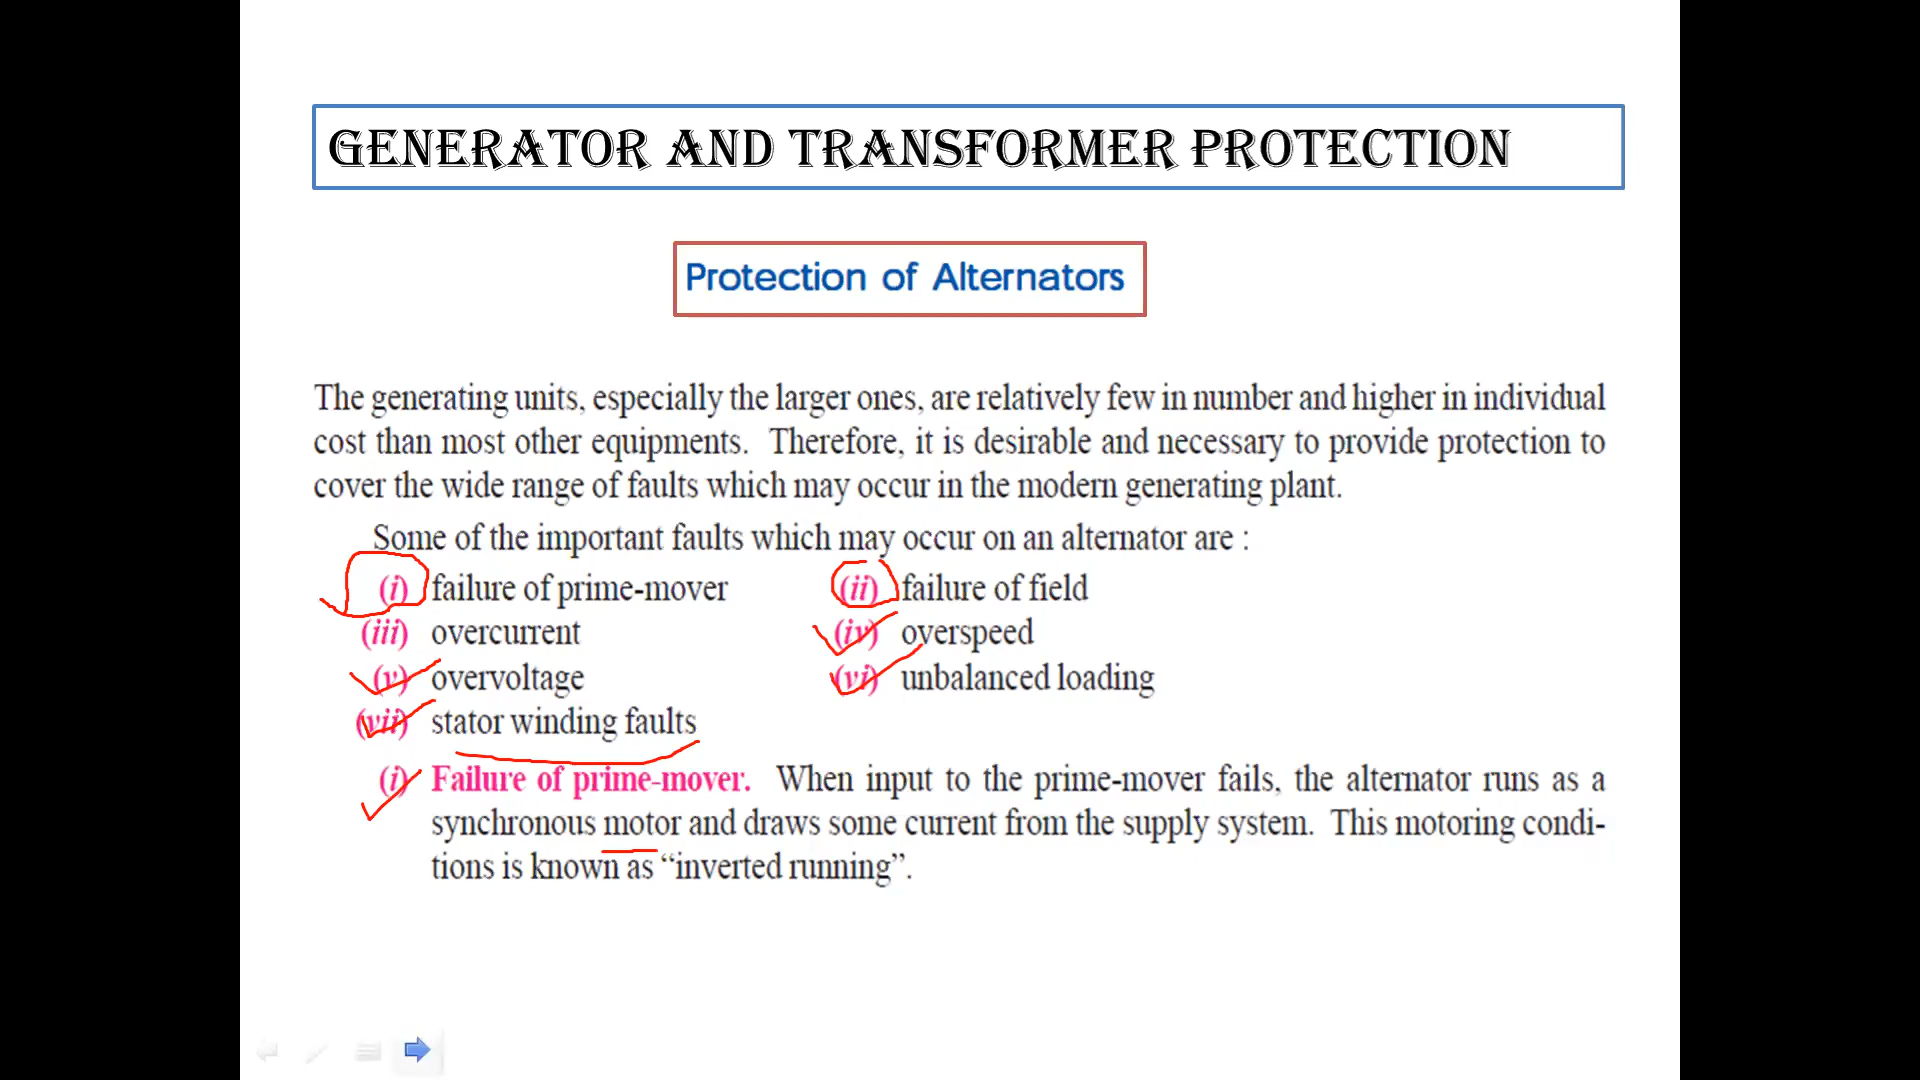 GENERATOR AND TRANSFORMER PROTECTION
Protection of Alternators
The generating units, especially the larger ones, are relatively few in number and higher in individual
cost than most other equipments. Therefore, it is desirable and necessary to provide protection to
cover the wide range of faults which may occur in the modern generating plant.
Some of the important faults which may occur on an alternator are :
(i) failure of prime-mover (ii) failure of field
(iii) overcurrent (iv) overspeed
(v) overvoltage (vi) unbalanced loading
(vii) stator winding faults
(i) Failure of prime-mover. When input to the prime-mover fails, the alternator runs as a
synchronous motor and draws some current from the supply system. This motoring condi-
tions is known as “inverted running”.